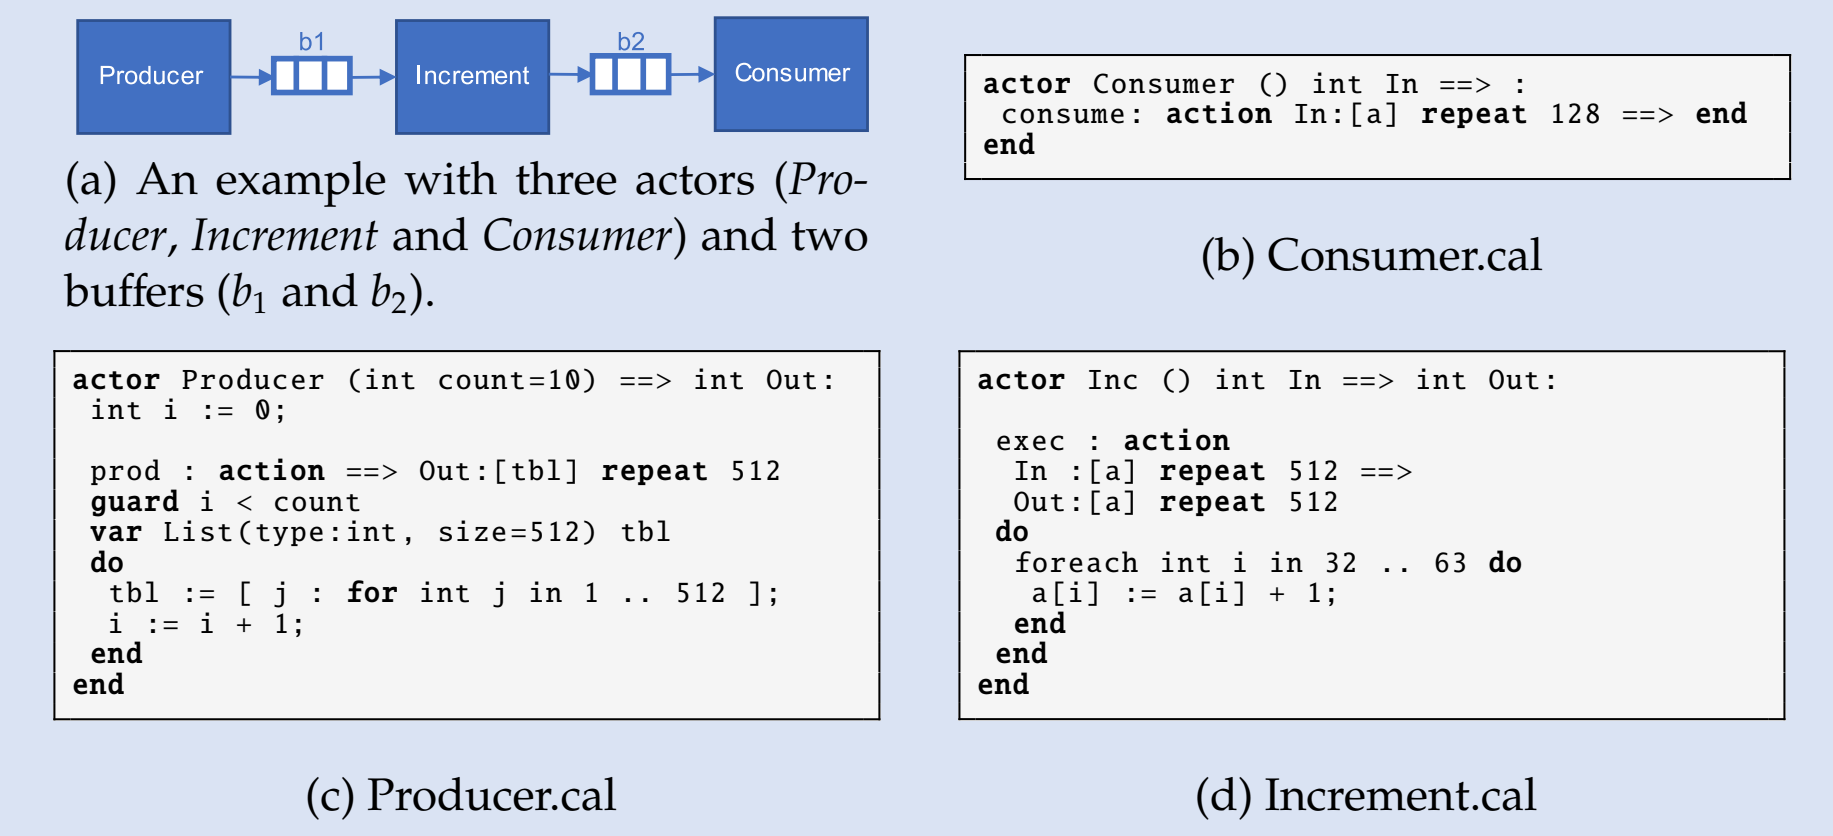 Producer
b1
Increment
b2
Consumer
(a) An example with three actors (Pro-
ducer, Increment and Consumer) and two
buffers (b1 and b2).
actor Consumer () int In ==> :
consume: action In:[a] repeat 128 ==> end
end
(b) Consumer.cal
actor Producer (int count=10) ==> int Out:
int i := 0;
prod : action ==> Out:[tbl] repeat 512
guard i < count
var List(type:int, size=512) tbl
do
tbl := [ j : for int j in 1 .. 512 ];
i := i + 1;
end
end
(c) Producer.cal
actor Inc () int In ==> int Out:
exec : action
In :[a] repeat 512 ==>
Out:[a] repeat 512
do
foreach int i in 32 .. 63 do
a[i] := a[i] + 1;
end
end
end
(d) Increment.cal